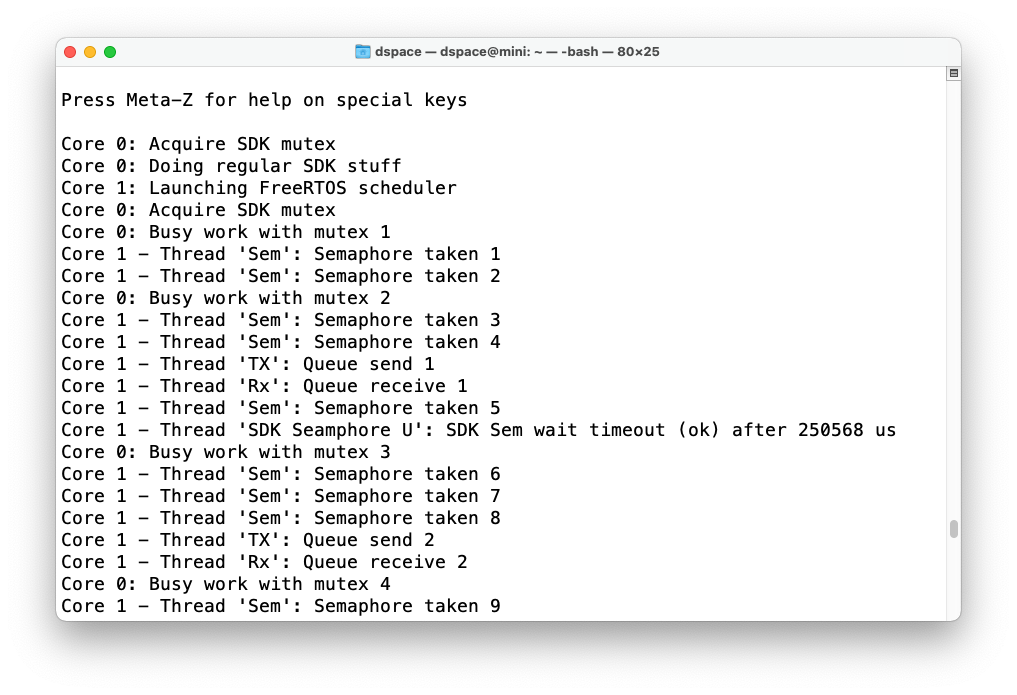 dspace — dspace@mini: ~ — -bash — 80×25
Press Meta-Z for help on special keys
Core 0: Acquire SDK mutex
Core 0: Doing regular SDK stuff
Core 1: Launching FreeRTOS scheduler
Core 0: Acquire SDK mutex
Core 0: Busy work with mutex 1
Core 1 - Thread 'Sem': Semaphore taken 1
Core 1 - Thread 'Sem': Semaphore taken 2
Core 0: Busy work with mutex 2
Core 1 - Thread 'Sem': Semaphore taken 3
Core 1 - Thread 'Sem': Semaphore taken 4
Core 1 - Thread 'TX': Queue send 1
Core 1 - Thread 'Rx': Queue receive 1
Core 1 - Thread 'Sem': Semaphore taken 5
Core 1 - Thread 'SDK Seamphore U': SDK Sem wait timeout (ok) after 250568 us
Core 0: Busy work with mutex 3
Core 1 - Thread 'Sem': Semaphore taken 6
Core 1 - Thread 'Sem': Semaphore taken 7
Core 1 - Thread 'Sem': Semaphore taken 8
Core 1 - Thread 'TX': Queue send 2
Core 1 - Thread 'Rx': Queue receive 2
Core 0: Busy work with mutex 4
Core 1 - Thread 'Sem': Semaphore taken 9